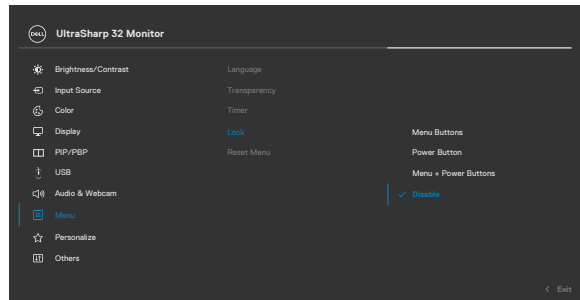 DELL
UltraSharp 32 Monitor
Brightness/Contrast
Language
Input Source
Transparency
Color
Timer
Display
Lock
Menu Buttons
PIP/PBP
Reset Menu
Power Button
USB
Menu + Power Buttons
Audio & Webcam
Disable
Menu
Personalize
Others
Exit